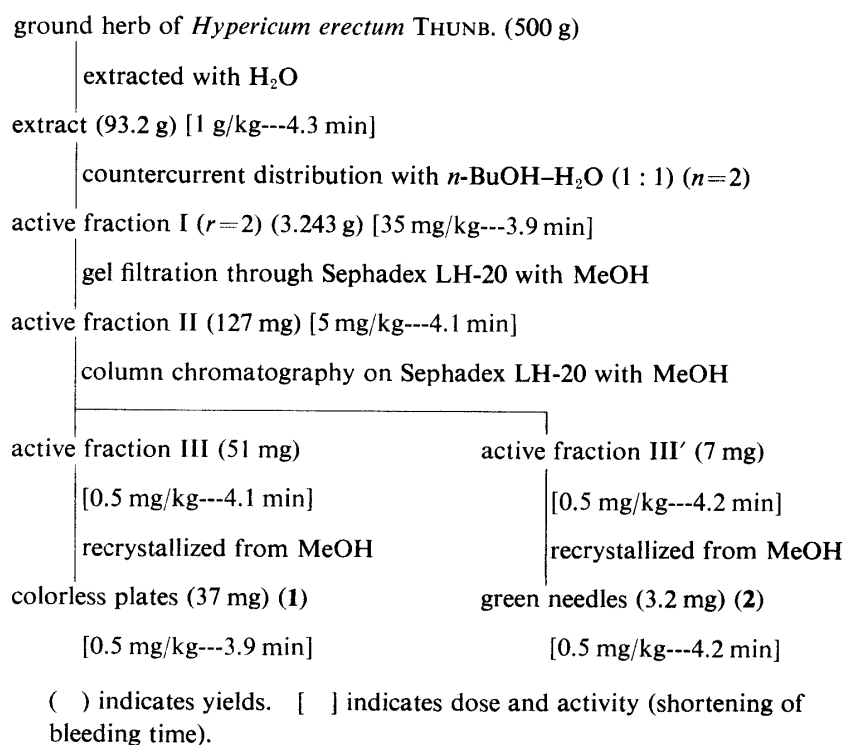 ground herb of Hypericum erectum THUNB. (500 g)
extracted with H₂O
extract (93.2 g) [1 g/kg---4.3 min]
countercurrent distribution with n-BuOH–H₂O (1 : 1) (n=2)
active fraction I (r=2) (3.243 g) [35 mg/kg---3.9 min]
gel filtration through Sephadex LH-20 with MeOH
active fraction II (127 mg) [5 mg/kg---4.1 min]
column chromatography on Sephadex LH-20 with MeOH
active fraction III (51 mg) active fraction III′ (7 mg)
[0.5 mg/kg---4.1 min] [0.5 mg/kg---4.2 min]
recrystallized from MeOH recrystallized from MeOH
colorless plates (37 mg) (1) green needles (3.2 mg) (2)
[0.5 mg/kg---3.9 min] [0.5 mg/kg---4.2 min]
( ) indicates yields. [ ] indicates dose and activity (shortening of
bleeding time).